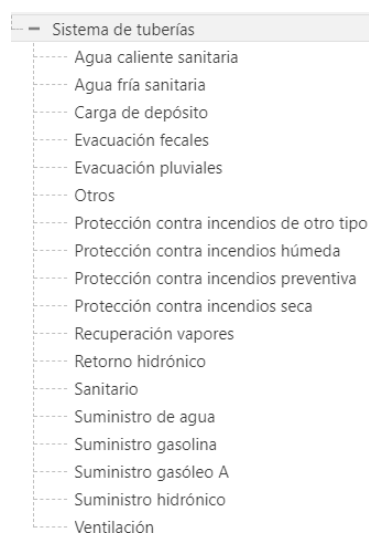 Sistema de tuberías
Agua caliente sanitaria
Agua fría sanitaria
Carga de depósito
Evacuación fecales
Evacuación pluviales
Otros
Protección contra incendios de otro tipo
Protección contra incendios húmeda
Protección contra incendios preventiva
Protección contra incendios seca
Recuperación vapores
Retorno hidrónico
Sanitario
Suministro de agua
Suministro gasolina
Suministro gasóleo A
Suministro hidrónico
Ventilación